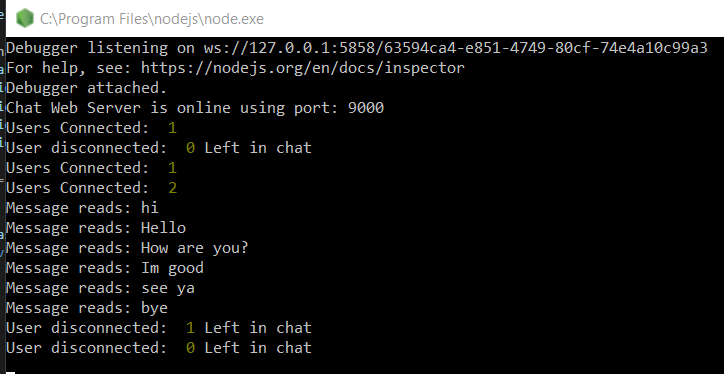 C:\Program Files\nodejs\node.exe
Debugger listening on ws://127.0.0.1:5858/63594ca4-e851-4749-80cf-74e4a10c99a3
For help, see: https://nodejs.org/en/docs/inspector
Debugger attached.
Chat Web Server is online using port: 9000
Users Connected:  1
User disconnected:  0 Left in chat
Users Connected:  1
Users Connected:  2
Message reads: hi
Message reads: Hello
Message reads: How are you?
Message reads: Im good
Message reads: see ya
Message reads: bye
User disconnected:  1 Left in chat
User disconnected:  0 Left in chat